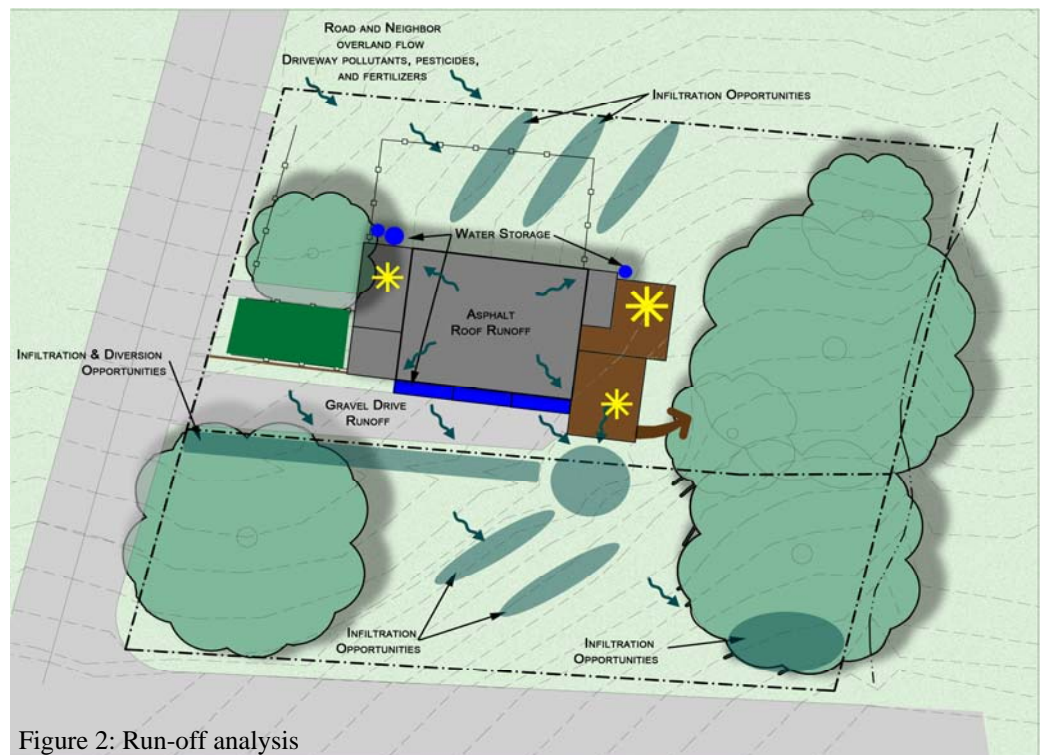 Road and Neighbor
overland flow
Driveway pollutants, pesticides,
and fertilizers
Infiltration Opportunities
Water Storage
Asphalt
Roof Runoff
Infiltration & Diversion
Opportunities
Gravel Drive
Runoff
Infiltration
Opportunities
Infiltration
Opportunities
Figure 2: Run-off analysis